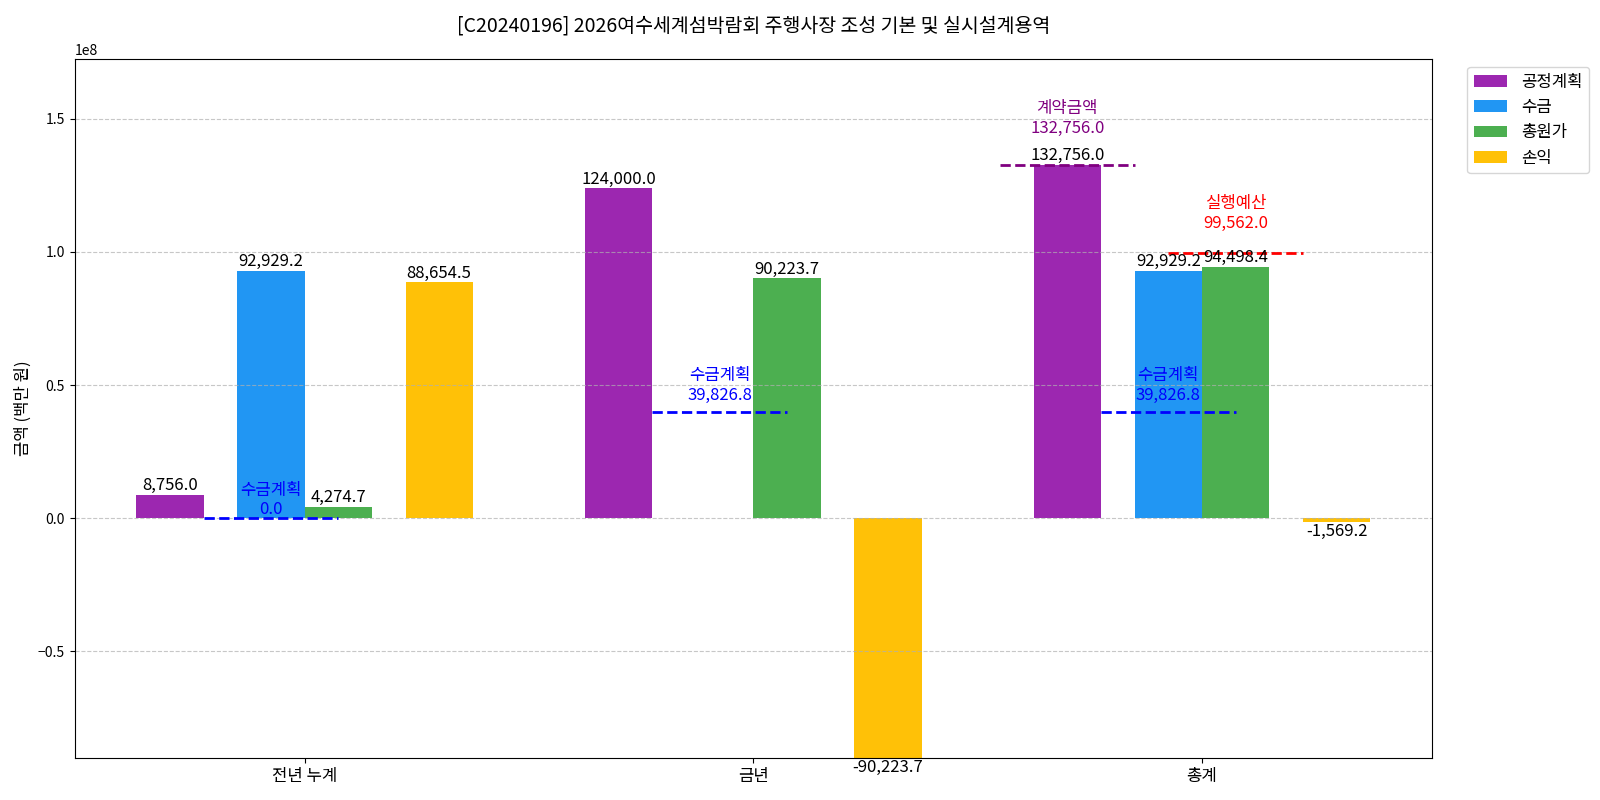 [C20240196] 2026여수세계섬박람회 주행사장 조성 기본 및 실시설계용역
1e8
공정계획
수금
총원가
손익
금액 (백만 원)
1.5
1.0
0.5
0.0
−0.5
8,756.0
92,929.2
수금계획
0.0
4,274.7
88,654.5
124,000.0
수금계획
39,826.8
90,223.7
-90,223.7
계약금액
132,756.0
132,756.0
실행예산
99,562.0
92,929.2
94,498.4
수금계획
39,826.8
-1,569.2
전년 누계
금년
총계